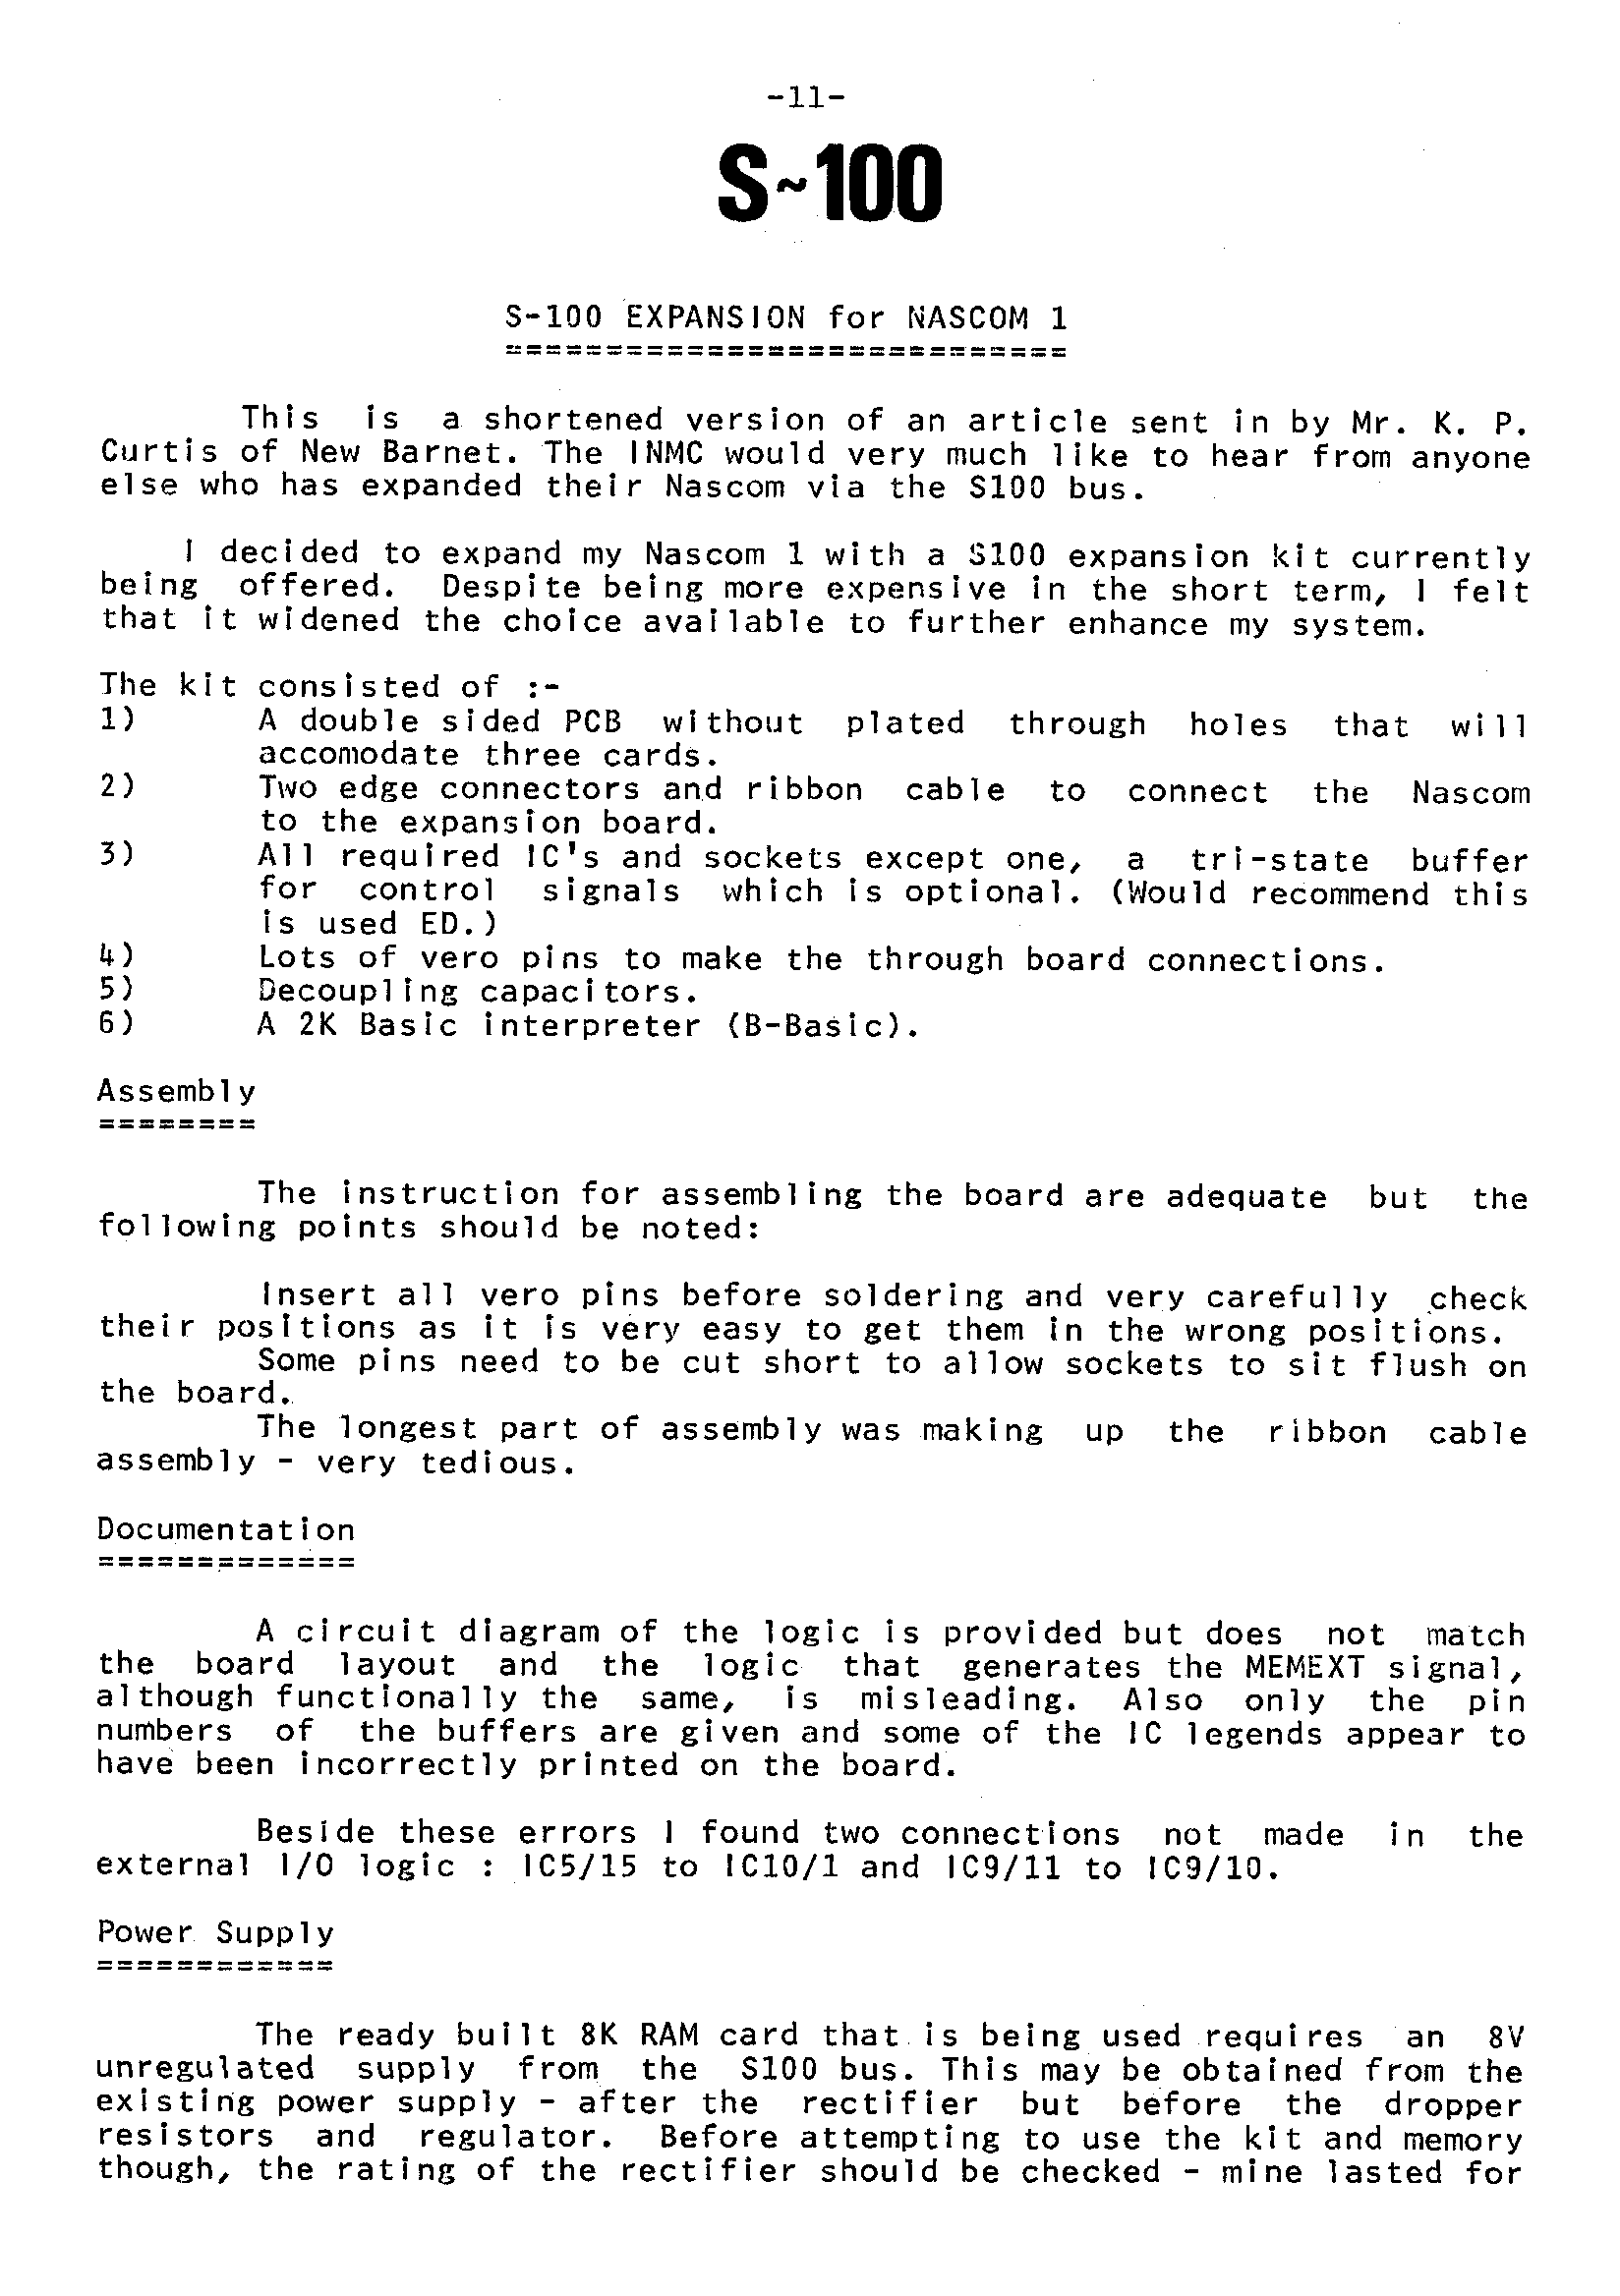 -11-
S~100
S-100 EXPANSION for NASCOM 1
============================
This is a shortened version of an article sent in by Mr. K. P.
Curtis of New Barnet. The INMC would very much like to hear from anyone
else who has expanded their Nascom via the S100 bus.
I decided to expand my Nascom 1 with a S100 expansion kit currently
being offered. Despite being more expensive in the short term, I felt
that it widened the choice available to further enhance my system.
The kit consisted of :-
1) A double sided PCB without plated through holes that will
accomodate three cards.
2) Two edge connectors and ribbon cable to connect the Nascom
to the expansion board.
3) All required IC's and sockets except one, a tri-state buffer
for control signals which is optional. (Would recommend this
is used ED.)
4) Lots of vero pins to make the through board connections.
5) Decoupling capacitors.
6) A 2K Basic interpreter (B-Basic).
Assembly
========
The instruction for assembling the board are adequate but the
following points should be noted:
Insert all vero pins before soldering and very carefully check
their positions as it is very easy to get them in the wrong positions.
Some pins need to be cut short to allow sockets to sit flush on
the board.
The longest part of assembly was making up the ribbon cable
assembly - very tedious.
Documentation
=============
A circuit diagram of the logic is provided but does not match
the board layout and the logic that generates the MEMEXT signal,
although functionally the same, is misleading. Also only the pin
numbers of the buffers are given and some of the IC legends appear to
have been incorrectly printed on the board.
Beside these errors I found two connections not made in the
external I/O logic : IC5/15 to IC10/1 and IC9/11 to IC9/10.
Power Supply
============
The ready built 8K RAM card that is being used requires an 8V
unregulated supply from the S100 bus. This may be obtained from the
existing power supply - after the rectifier but before the dropper
resistors and regulator. Before attempting to use the kit and memory
though, the rating of the rectifier should be checked - mine lasted for